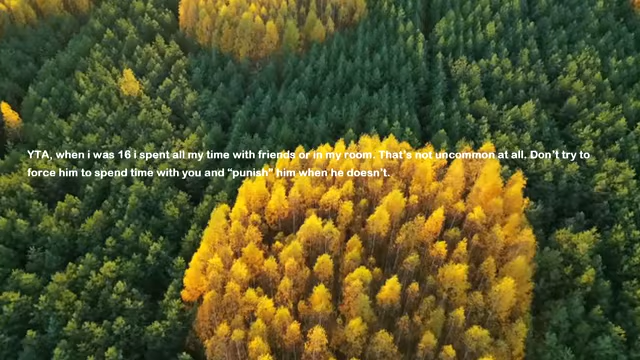 YTA, when i was 16 i spent all my time with friends or in my room. That's not uncommon at all. Don't try to
force him to spend time with you and “punish” him when he doesn't.